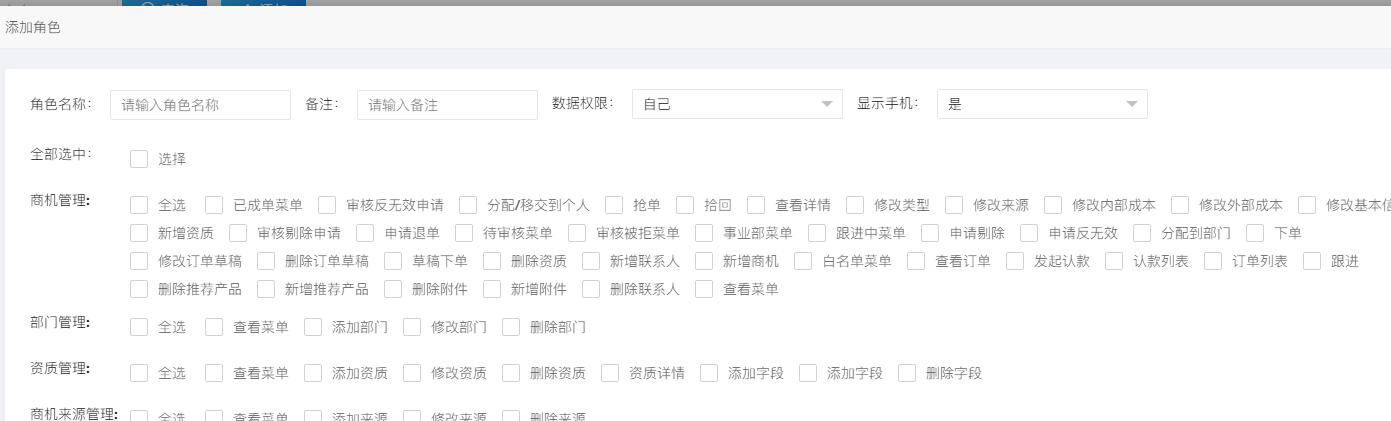 添加角色
角色名称： 请输入角色名称 备注： 请输入备注 数据权限： 自己 显示手机： 是
全部选中： 选择
商机管理: 全选 已成单菜单 审核反无效申请 分配/移交到个人 抢单 拾回 查看详情 修改类型 修改来源 修改内部成本 修改外部成本 修改基本信
新增资质 审核剔除申请 申请退单 待审核菜单 审核被拒菜单 事业部菜单 跟进中菜单 申请剔除 申请反无效 分配到部门 下单
修改订单草稿 删除订单草稿 草稿下单 删除资质 新增联系人 新增商机 白名单菜单 查看订单 发起认款 认款列表 订单列表 跟进
删除推荐产品 新增推荐产品 删除附件 新增附件 删除联系人 查看菜单
部门管理: 全选 查看菜单 添加部门 修改部门 删除部门
资质管理: 全选 查看菜单 添加资质 修改资质 删除资质 资质详情 添加字段 添加字段 删除字段
商机来源管理: 全选 查看菜单 添加来源 修改来源 删除来源